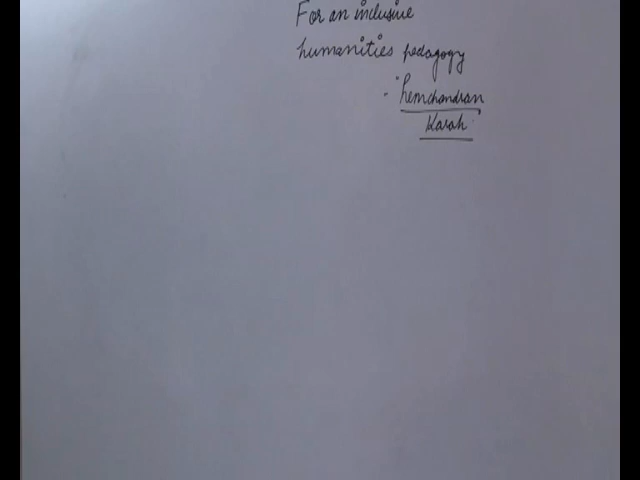 For an inclusive
humanities pedagogy
- Hemchandran
Karah